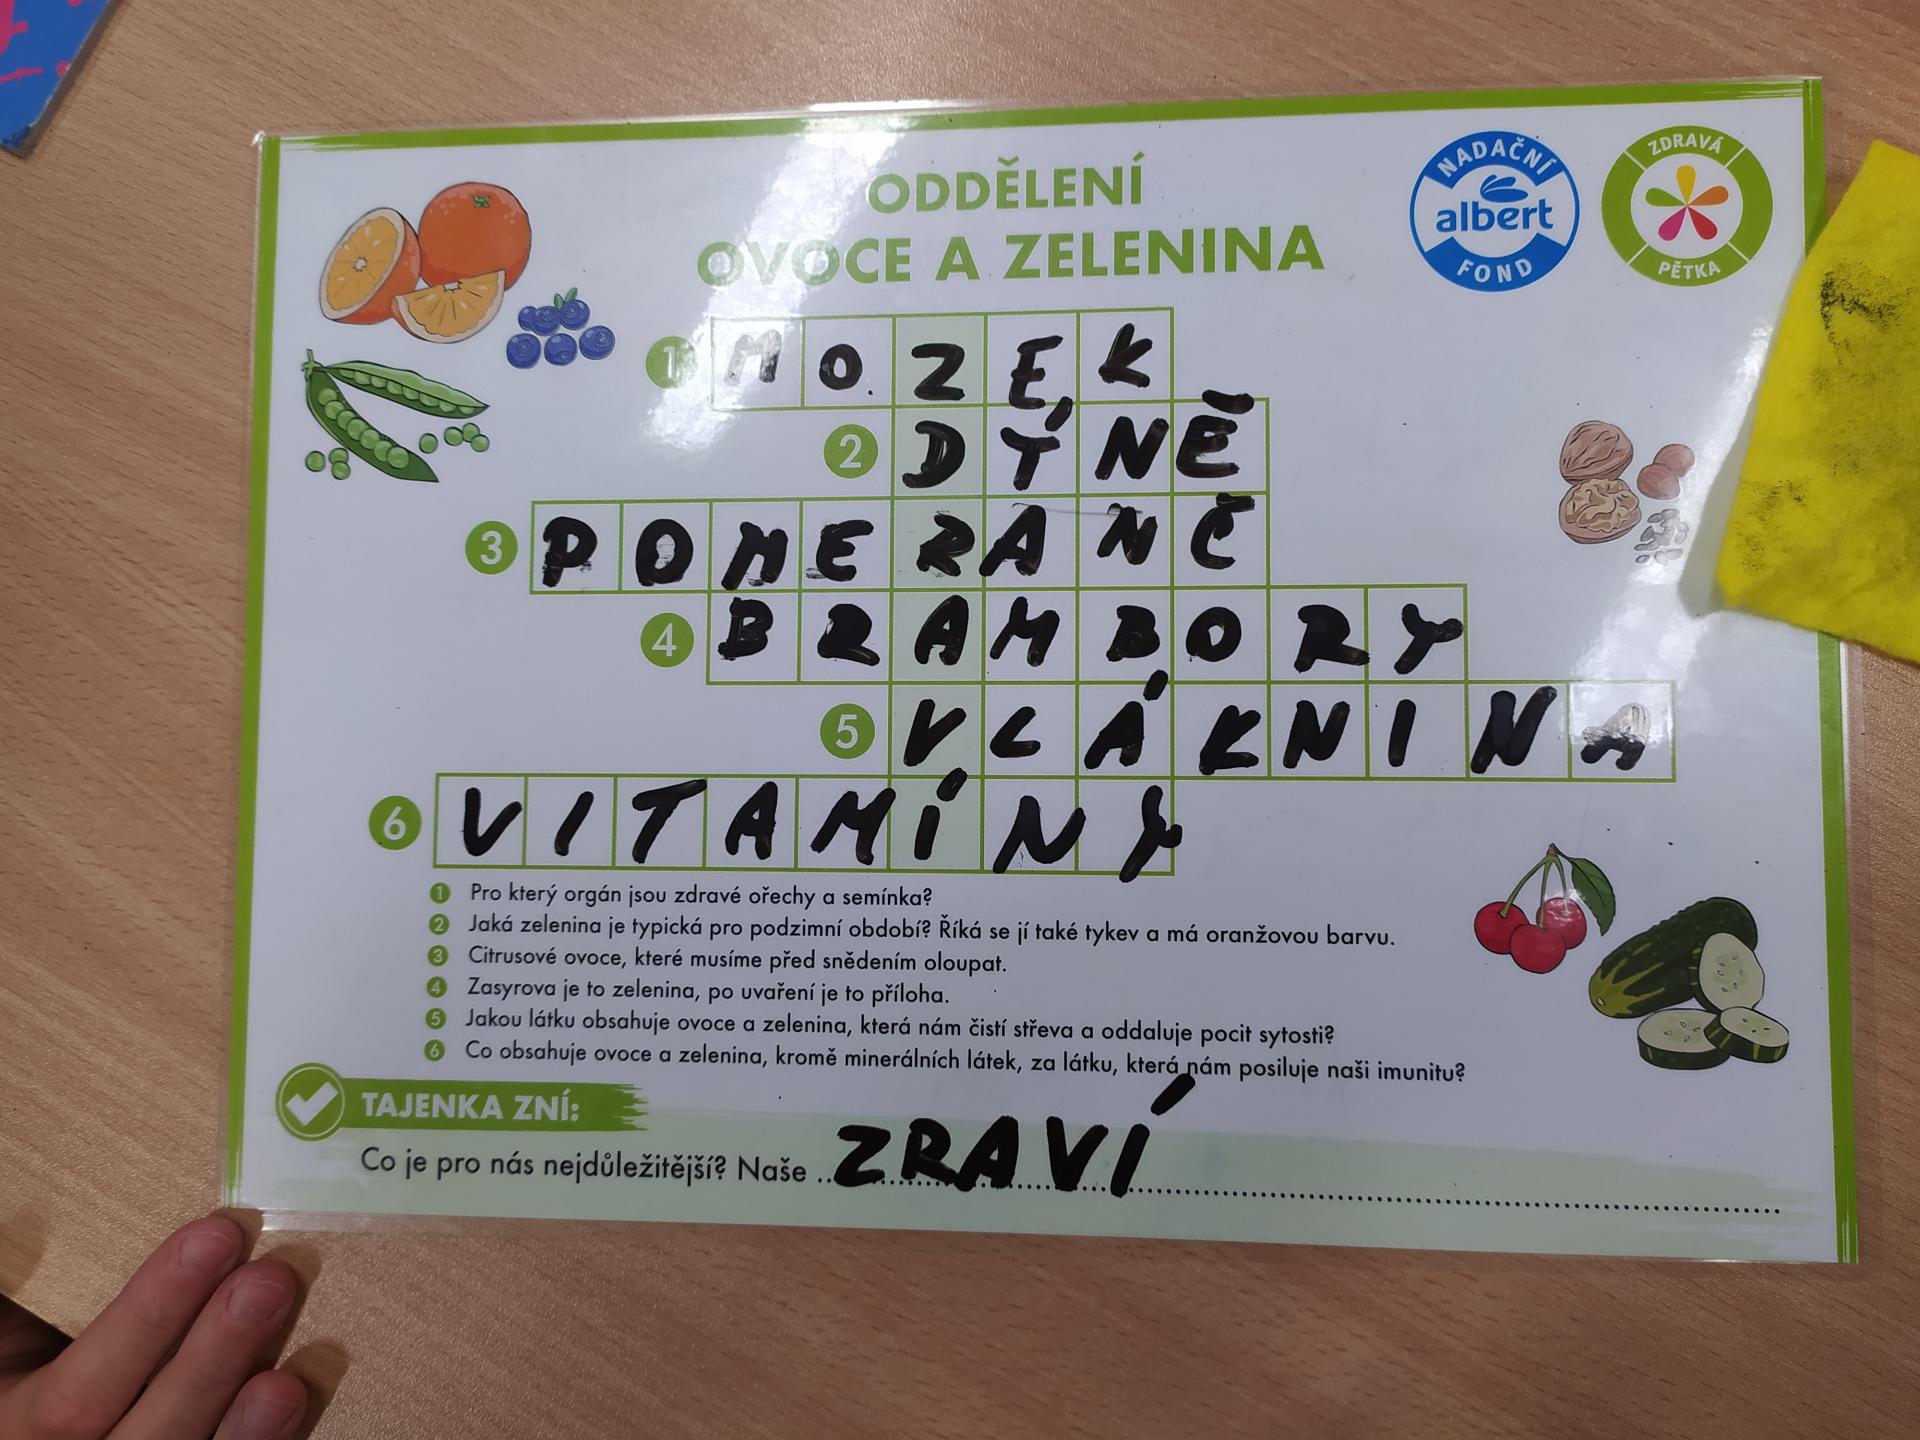 ODDĚLENÍ
OVOCE A ZELENINA
NADAČNÍ
albert
FOND
ZDRAVÁ
PĚTKA
1 MOZEK
2 DÝNĚ
3 POMERANČ
4 BRAMBORY
5 VLÁKNINA
6 VITAMÍNY
1 Pro který orgán jsou zdravé ořechy a semínka?
2 Jaká zelenina je typická pro podzimní období? Říká se jí také tykev a má oranžovou barvu.
3 Citrusové ovoce, které musíme před snědením oloupat.
4 Zasyrova je to zelenina, po uvaření je to příloha.
5 Jakou látku obsahuje ovoce a zelenina, která nám čistí střeva a oddaluje pocit sytosti?
6 Co obsahuje ovoce a zelenina, kromě minerálních látek, za látku, která nám posiluje naši imunitu?
TAJENKA ZNÍ:
Co je pro nás nejdůležitější? Naše ZRAVÍ